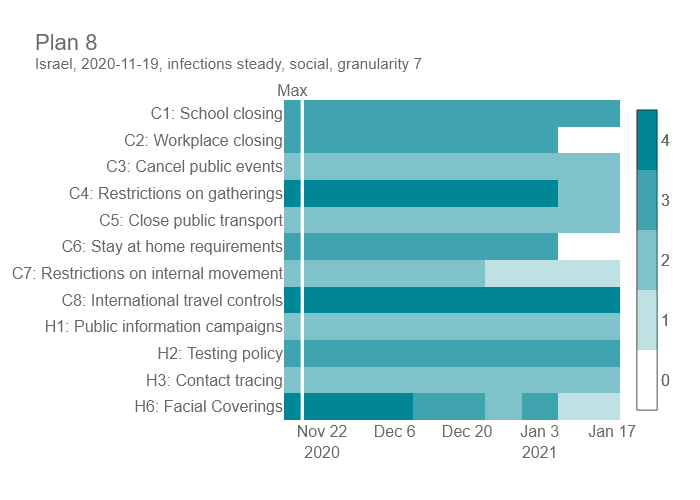 Plan 8
Israel, 2020-11-19, infections steady, social, granularity 7
Max
C1: School closing
C2: Workplace closing
C3: Cancel public events
C4: Restrictions on gatherings
C5: Close public transport
C6: Stay at home requirements
C7: Restrictions on internal movement
C8: International travel controls
H1: Public information campaigns
H2: Testing policy
H3: Contact tracing
H6: Facial Coverings
4
3
2
1
0
Nov 22 Dec 6 Dec 20 Jan 3 Jan 17
2020 2021